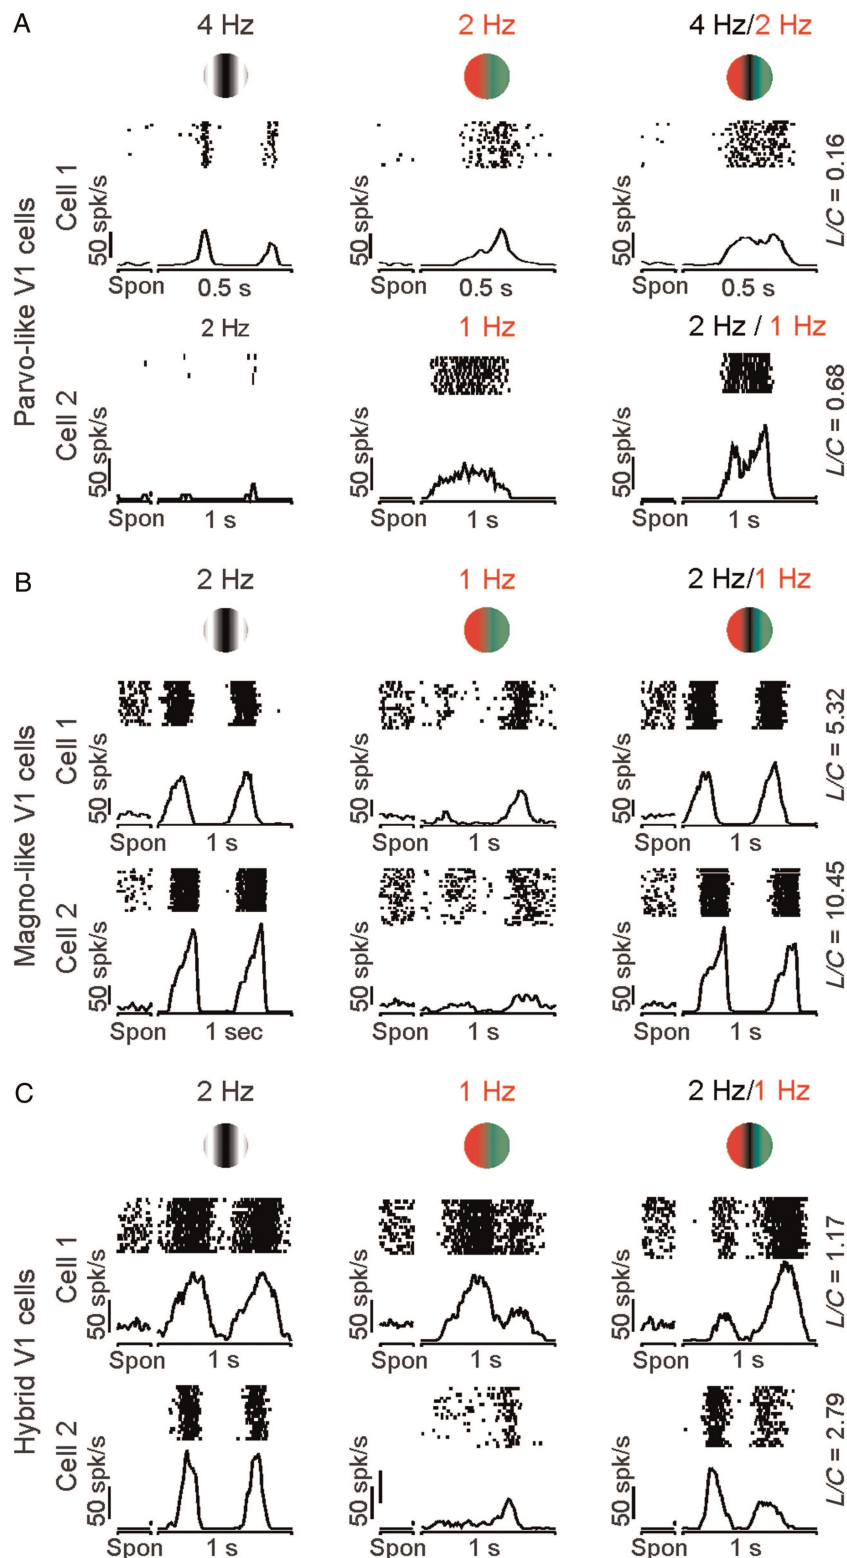 A
4 Hz
2 Hz
4 Hz/2 Hz
Parvo-like V1 cells
Cell 1
50 spk/s
Spon
0.5 s
50 spk/s
Spon
0.5 s
50 spk/s
Spon
0.5 s
L/C = 0.16
2 Hz
1 Hz
2 Hz / 1 Hz
Cell 2
50 spk/s
Spon
1 s
50 spk/s
Spon
1 s
50 spk/s
Spon
1 s
L/C = 0.68
B
2 Hz
1 Hz
2 Hz/1 Hz
Magno-like V1 cells
Cell 1
50 spk/s
Spon
1 s
50 spk/s
Spon
1 s
50 spk/s
Spon
1 s
L/C = 5.32
Cell 2
50 spk/s
Spon
1 sec
50 spk/s
Spon
1 s
50 spk/s
Spon
1 s
L/C = 10.45
C
2 Hz
1 Hz
2 Hz/1 Hz
Hybrid V1 cells
Cell 1
50 spk/s
Spon
1 s
50 spk/s
Spon
1 s
50 spk/s
Spon
1 s
L/C = 1.17
Cell 2
50 spk/s
Spon
1 s
50 spk/s
Spon
1 s
50 spk/s
Spon
1 s
L/C = 2.79